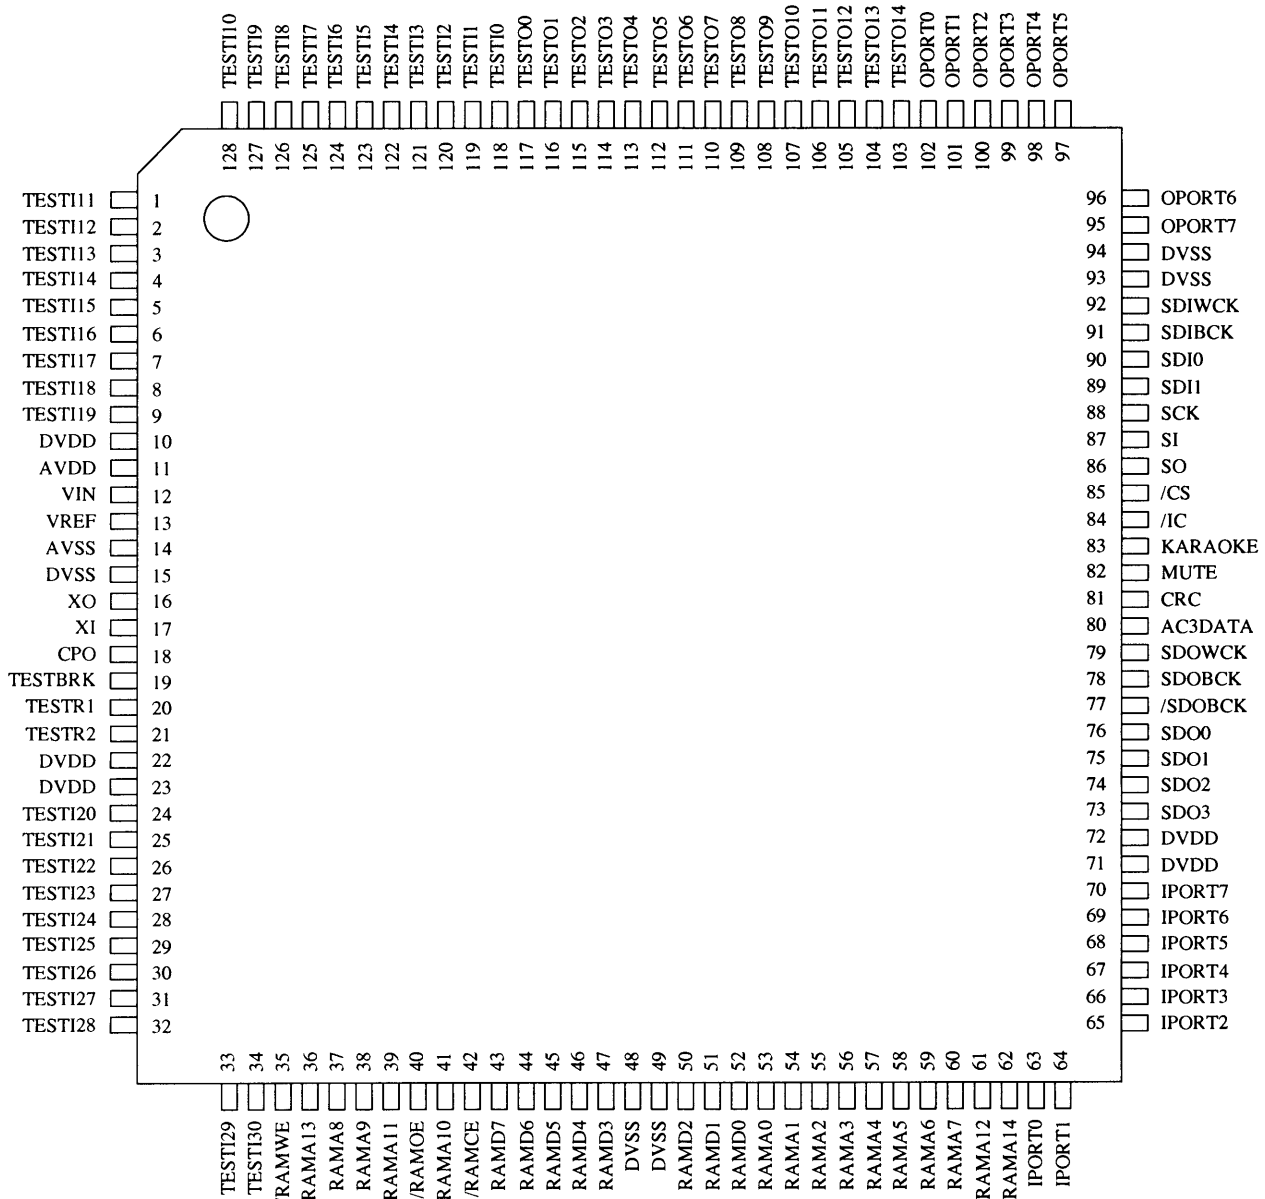 TESTI10
TESTI9
TESTI8
TESTI7
TESTI6
TESTI5
TESTI4
TESTI3
TESTI2
TESTI1
TESTI0
TESTO0
TESTO1
TESTO2
TESTO3
TESTO4
TESTO5
TESTO6
TESTO7
TESTO8
TESTO9
TESTO10
TESTO11
TESTO12
TESTO13
TESTO14
OPORT0
OPORT1
OPORT2
OPORT3
OPORT4
OPORT5
128
127
126
125
124
123
122
121
120
119
118
117
116
115
114
113
112
111
110
109
108
107
106
105
104
103
102
101
100
99
98
97
TESTI11 1
TESTI12 2
TESTI13 3
TESTI14 4
TESTI15 5
TESTI16 6
TESTI17 7
TESTI18 8
TESTI19 9
DVDD 10
AVDD 11
VIN 12
VREF 13
AVSS 14
DVSS 15
XO 16
XI 17
CPO 18
TESTBRK 19
TESTR1 20
TESTR2 21
DVDD 22
DVDD 23
TESTI20 24
TESTI21 25
TESTI22 26
TESTI23 27
TESTI24 28
TESTI25 29
TESTI26 30
TESTI27 31
TESTI28 32
96 OPORT6
95 OPORT7
94 DVSS
93 DVSS
92 SDIWCK
91 SDIBCK
90 SDI0
89 SDI1
88 SCK
87 SI
86 SO
85 /CS
84 /IC
83 KARAOKE
82 MUTE
81 CRC
80 AC3DATA
79 SDOWCK
78 SDOBCK
77 /SDOBCK
76 SDO0
75 SDO1
74 SDO2
73 SDO3
72 DVDD
71 DVDD
70 IPORT7
69 IPORT6
68 IPORT5
67 IPORT4
66 IPORT3
65 IPORT2
33
34
35
36
37
38
39
40
41
42
43
44
45
46
47
48
49
50
51
52
53
54
55
56
57
58
59
60
61
62
63
64
TESTI29
TESTI30
/RAMWE
RAMA13
RAMA8
RAMA9
RAMA11
/RAMOE
RAMA10
/RAMCE
RAMD7
RAMD6
RAMD5
RAMD4
RAMD3
DVSS
DVSS
RAMD2
RAMD1
RAMD0
RAMA0
RAMA1
RAMA2
RAMA3
RAMA4
RAMA5
RAMA6
RAMA7
RAMA12
RAMA14
IPORT0
IPORT1